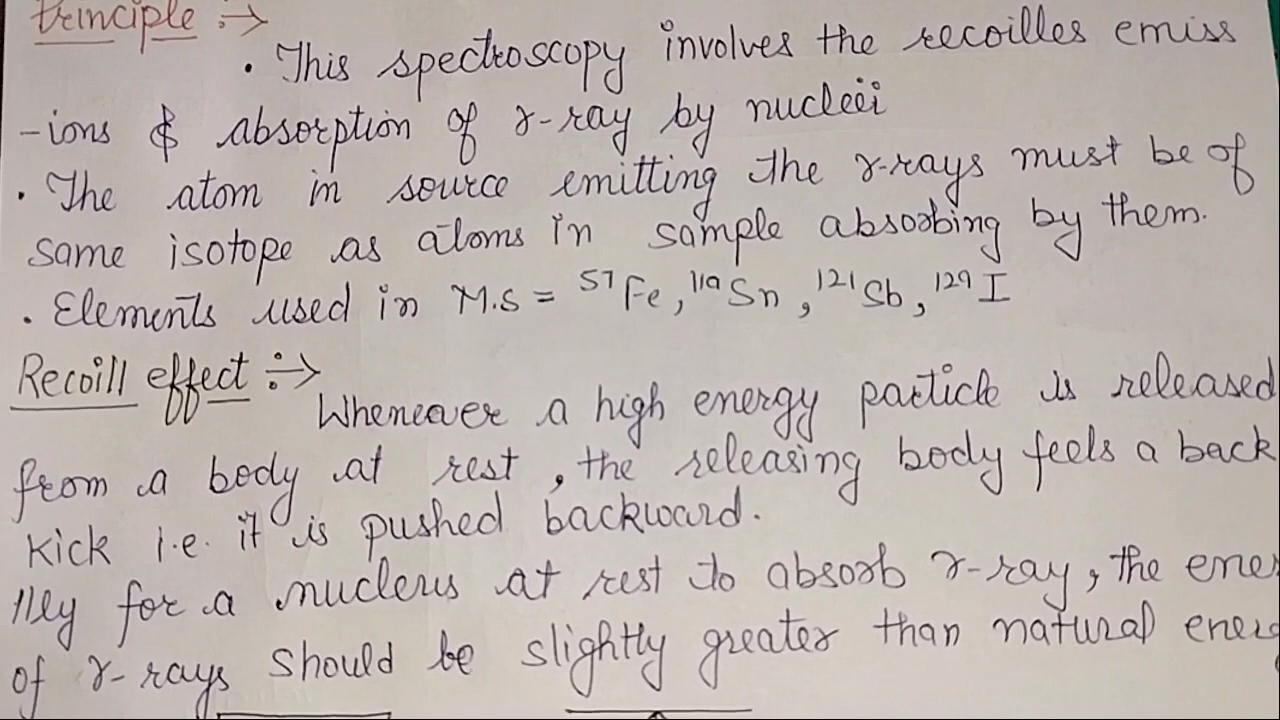 Principle :→
• This spectroscopy involves the recoilles emiss
-ions & absorption of γ-ray by nucleii
• The atom in source emitting the γ-rays must be of
same isotope as atoms in sample absorbing by them.
• Elements used in M.S = ⁵⁷Fe, ¹¹⁹Sn, ¹²¹Sb, ¹²⁹I
Recoill effect :→
Whenever a high energy particle is released
from a body at rest, the releasing body feels a back
kick i.e. it is pushed backward.
lly for a nucleus at rest to absorb γ-ray, the ener
of γ-rays should be slightly greater than natural energ